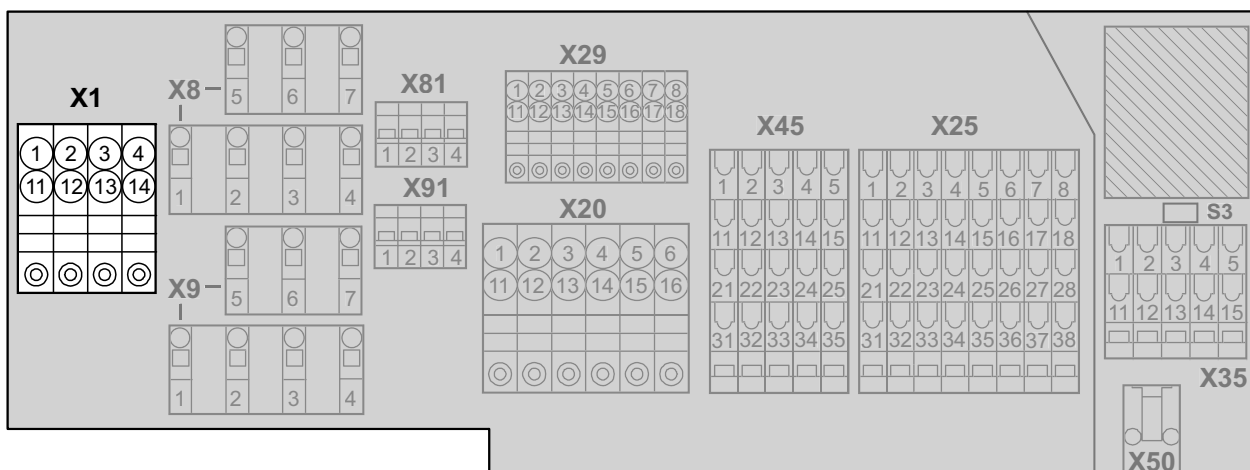 X1
1 2 3 4
11 12 13 14
X8
5 6 7
1 2 3 4
X9
5 6 7
1 2 3 4
X81
1 2 3 4
X91
1 2 3 4
X29
1 2 3 4 5 6 7 8
11 12 13 14 15 16 17 18
X20
1 2 3 4 5 6
11 12 13 14 15 16
X45
1 2 3 4 5
11 12 13 14 15
21 22 23 24 25
31 32 33 34 35
X25
1 2 3 4 5 6 7 8
11 12 13 14 15 16 17 18
21 22 23 24 25 26 27 28
31 32 33 34 35 36 37 38
S3
1 2 3 4 5
11 12 13 14 15
X35
X50